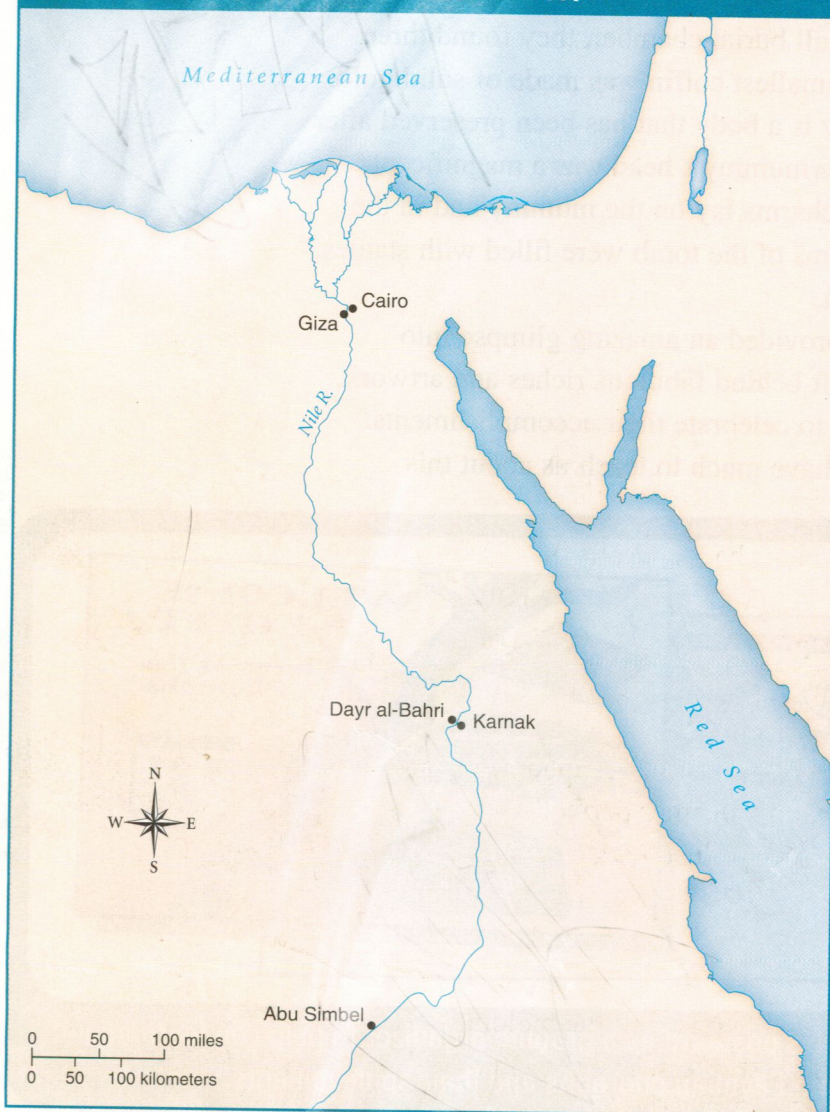 Mediterranean Sea
Cairo
Giza
Nile R.
Dayr al-Bahri
Karnak
Red Sea
N
W E
S
Abu Simbel
0 50 100 miles
0 50 100 kilometers